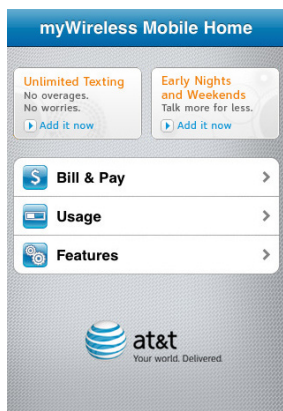 myWireless Mobile Home
Unlimited Texting
No overages.
No worries.
Add it now
Early Nights
and Weekends
Talk more for less.
Add it now
Bill & Pay
Usage
Features
at&t
Your world. Delivered.